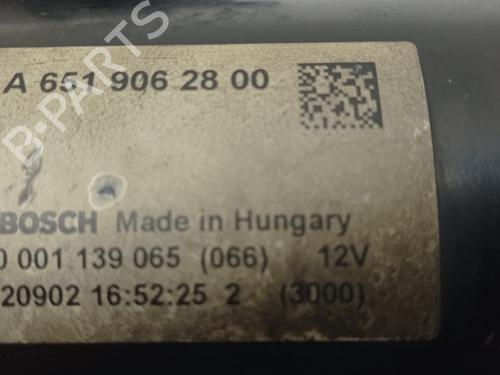 A 651 906 28 00
BOSCH Made in Hungary
0 001 139 065 (066) 12V
20902 16:52:25 2 (3000)
B-PARTS